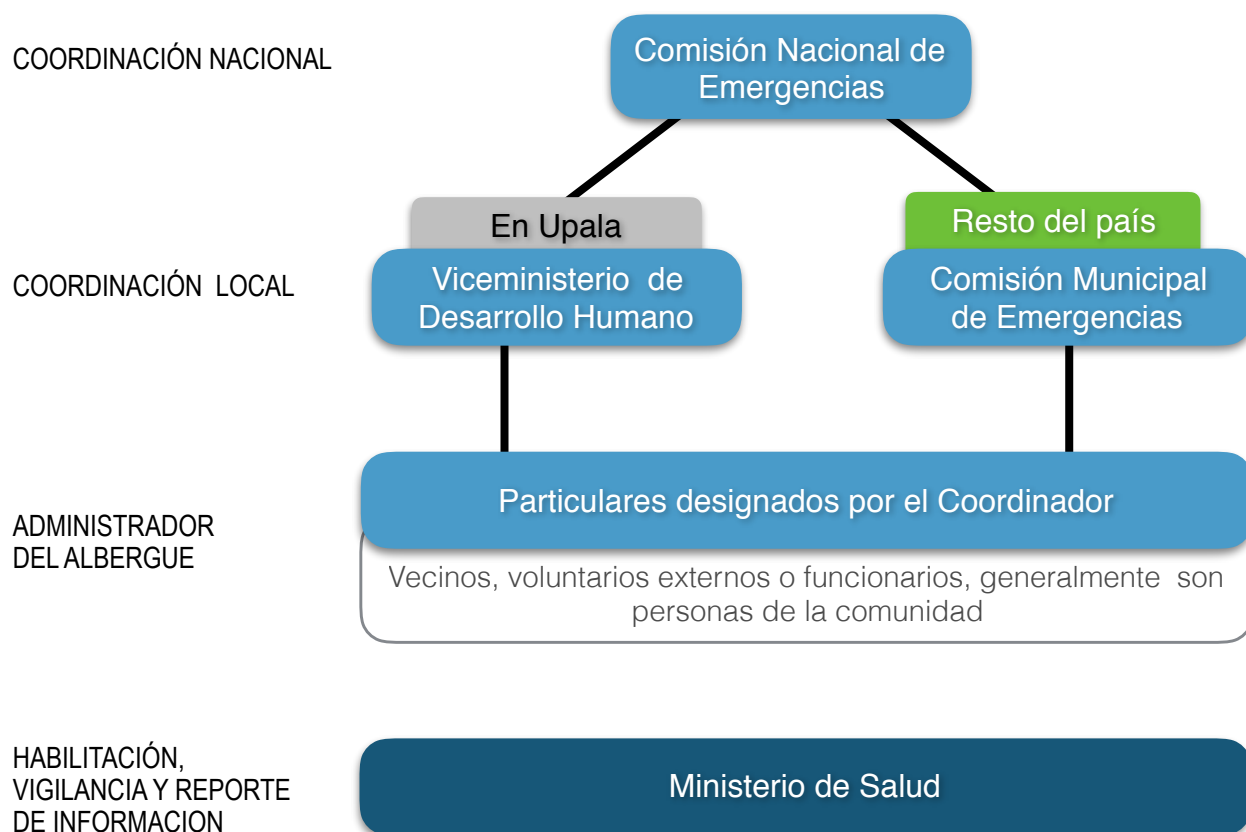 COORDINACIÓN NACIONAL
Comisión Nacional de
Emergencias
En Upala
Resto del país
COORDINACIÓN LOCAL
Viceministerio de
Desarrollo Humano
Comisión Municipal
de Emergencias
ADMINISTRADOR
DEL ALBERGUE
Particulares designados por el Coordinador
Vecinos, voluntarios externos o funcionarios, generalmente son
personas de la comunidad
HABILITACIÓN,
VIGILANCIA Y REPORTE
DE INFORMACION
Ministerio de Salud